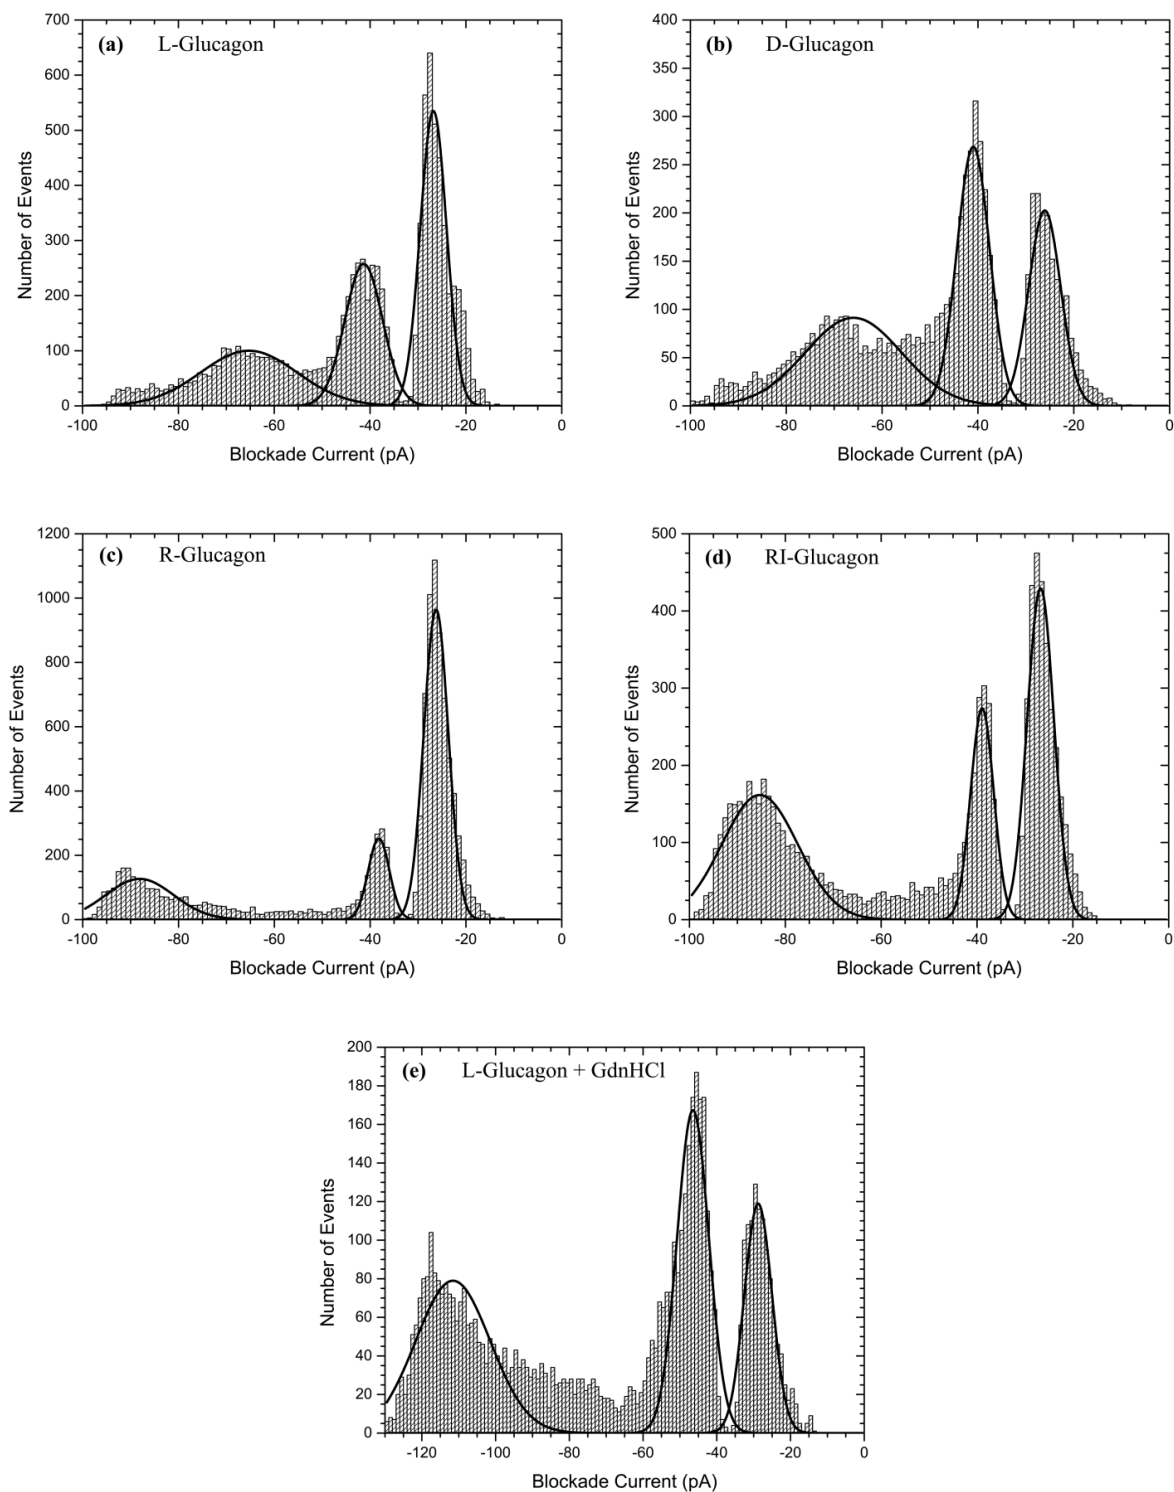 (a) L-Glucagon
Number of Events
700
600
500
400
300
200
100
0
-100 -80 -60 -40 -20 0
Blockade Current (pA)
(b) D-Glucagon
Number of Events
400
350
300
250
200
150
100
50
0
-100 -80 -60 -40 -20 0
Blockade Current (pA)
(c) R-Glucagon
Number of Events
1200
1000
800
600
400
200
0
-100 -80 -60 -40 -20 0
Blockade Current (pA)
(d) RI-Glucagon
Number of Events
500
400
300
200
100
0
-100 -80 -60 -40 -20 0
Blockade Current (pA)
(e) L-Glucagon + GdnHCl
Number of Events
200
180
160
140
120
100
80
60
40
20
0
-120 -100 -80 -60 -40 -20 0
Blockade Current (pA)